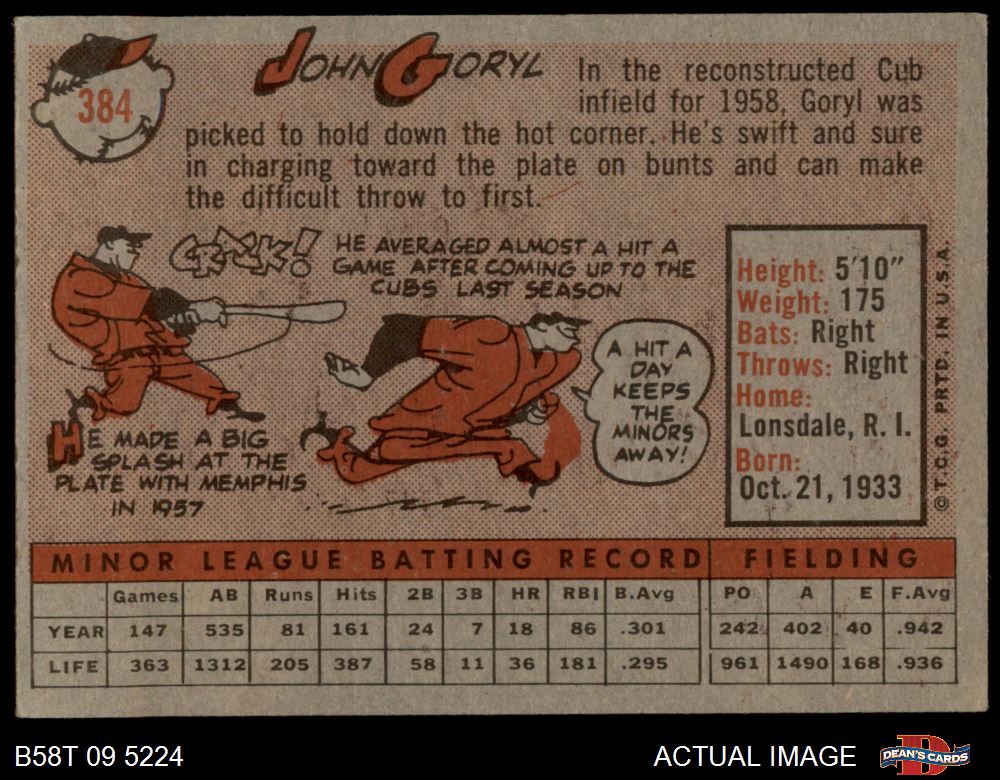 384
JOHN GORYL
In the reconstructed Cub
infield for 1958, Goryl was
picked to hold down the hot corner. He's swift and sure
in charging toward the plate on bunts and can make
the difficult throw to first.
CRACK!
HE AVERAGED ALMOST A HIT A
GAME AFTER COMING UP TO THE
CUBS LAST SEASON
A HIT A
DAY
KEEPS
THE
MINORS
AWAY!
HE MADE A BIG
SPLASH AT THE
PLATE WITH MEMPHIS
IN 1957
Height: 5'10"
Weight: 175
Bats: Right
Throws: Right
Home:
Lonsdale, R. I.
Born:
Oct. 21, 1933
© T.C.G. PRTD. IN U.S.A.
MINOR LEAGUE BATTING RECORD FIELDING
Games AB Runs Hits 2B 3B HR RBI B.Avg PO A E F.Avg
YEAR 147 535 81 161 24 7 18 86 .301 242 402 40 .942
LIFE 363 1312 205 387 58 11 36 181 .295 961 1490 168 .936
B58T 09 5224 ACTUAL IMAGE DEAN'S CARDS